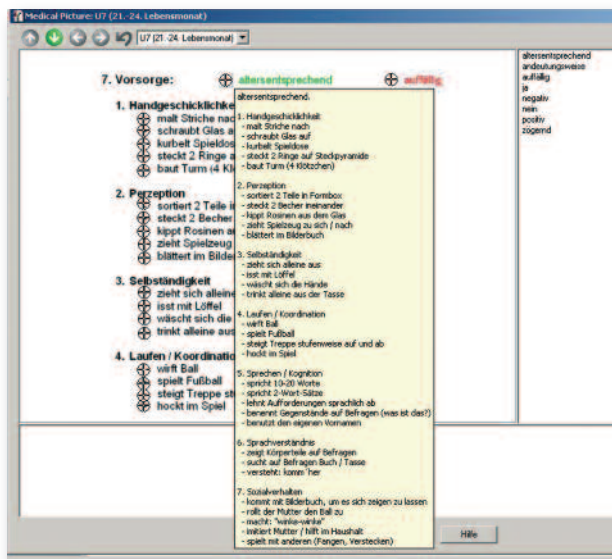 Medical Picture: U7 (21.-24. Lebensmonat)
U7 (21.-24. Lebensmonat)
7. Vorsorge: altersentsprechend auffällig
1. Handgeschicklichke
malt Striche nac
schraubt Glas auf
kurbelt Spieldose
steckt 2 Ringe a
baut Turm (4 Klö
2. Perzeption
sortiert 2 Teile in
steckt 2 Becher
kippt Rosinen au
zieht Spielzeug
blättert im Bilde
3. Selbständigkeit
zieht sich alleine
isst mit Löffel
wäscht sich die
trinkt alleine aus
4. Laufen / Koordinatio
wirft Ball
spielt Fußball
steigt Treppe st
hockt im Spiel
altersentsprechend.
1. Handgeschicklichkeit
- malt Striche nach
- schraubt Glas auf
- kurbelt Spieldose
- steckt 2 Ringe auf Steckpyramide
- baut Turm (4 Klötzchen)
2. Perzeption
- sortiert 2 Teile in Formbox
- steckt 2 Becher ineinander
- kippt Rosinen aus dem Glas
- zieht Spielzeug zu sich / nach
- blättert im Bilderbuch
3. Selbständigkeit
- zieht sich alleine aus
- isst mit Löffel
- wäscht sich die Hände
- trinkt alleine aus der Tasse
4. Laufen / Koordination
- wirft Ball
- spielt Fußball
- steigt Treppe stufenweise auf und ab
- hockt im Spiel
5. Sprechen / Kognition
- spricht 10-20 Worte
- spricht 2-Wort-Sätze
- lehnt Aufforderungen sprachlich ab
- benennt Gegenstände auf Befragen (was ist das?)
- benutzt den eigenen Vornamen
6. Sprachverständnis
- zeigt Körperteile auf Befragen
- sucht auf Befragen Buch / Tasse
- versteht: komm 'her
7. Sozialverhalten
- kommt mit Bilderbuch, um es sich zeigen zu lassen
- rollt der Mutter den Ball zu
- macht: "winke-winke"
- imitiert Mutter / hilft im Haushalt
- spielt mit anderen (Fangen, Verstecken)
altersentsprechend
andeutungsweise
auffällig
ja
negativ
nein
positiv
zögernd
Hilfe